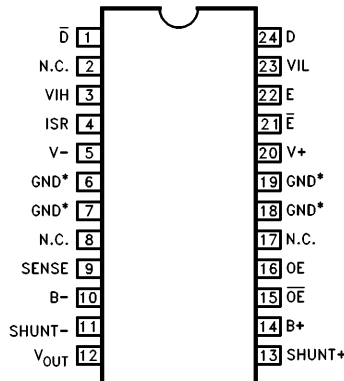 D̅ 1 24 D
N.C. 2 23 VIL
VIH 3 22 E
ISR 4 21 E̅
V- 5 20 V+
GND* 6 19 GND*
GND* 7 18 GND*
N.C. 8 17 N.C.
SENSE 9 16 OE
B- 10 15 O̅E̅
SHUNT- 11 14 B+
VOUT 12 13 SHUNT+